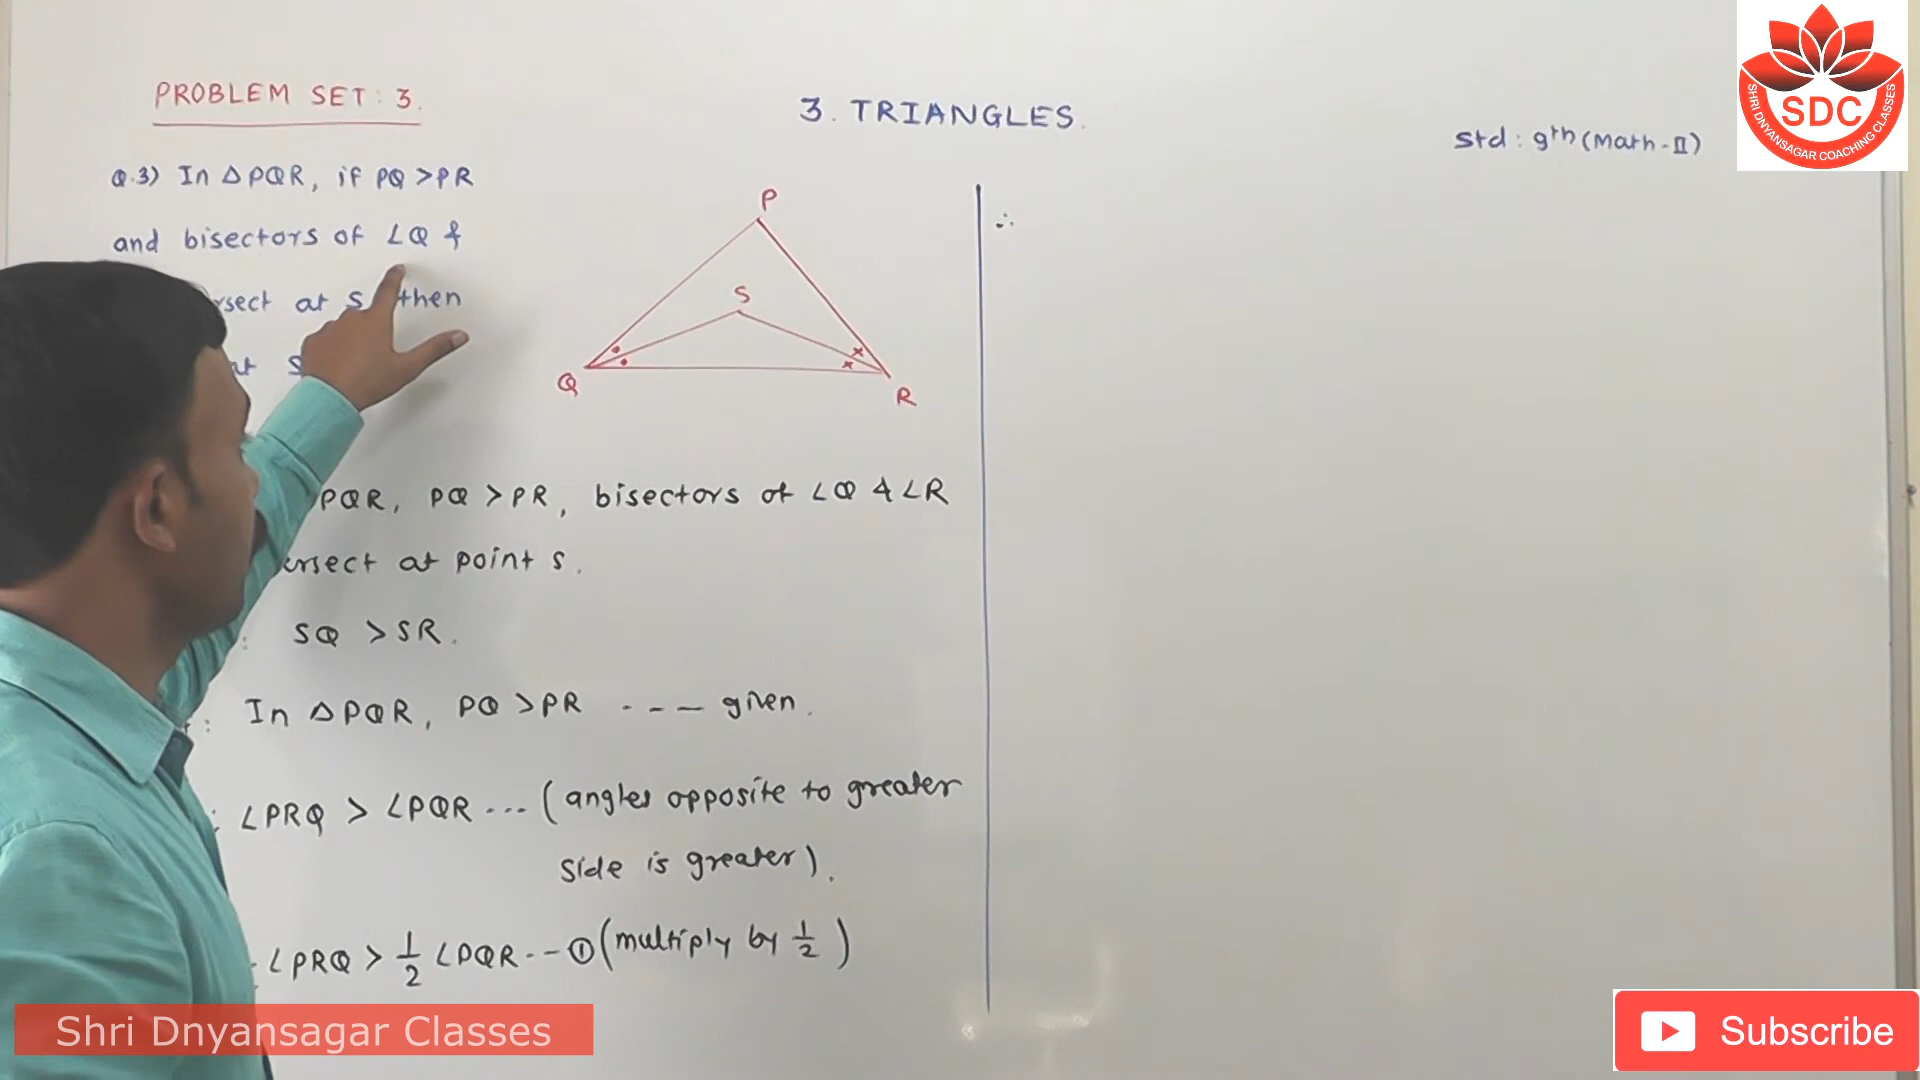 PROBLEM SET : 3.
3. TRIANGLES.
Std : 9th (Math - II)
SDC
SHRI DNYANSAGAR COACHING CLASSES
Q.3) In △PQR, if PQ > PR
and bisectors of ∠Q &
at S then
P
S
Q
R
∴
PQR, PQ > PR, bisectors of ∠Q & ∠R
at point S.
SQ > SR.
In △PQR, PQ > PR - - - given.
∠PRQ > ∠PQR ... (angles opposite to greater
side is greater).
∠PRQ > 1/2 ∠PQR - - ① (multiply by 1/2)
Shri Dnyansagar Classes
Subscribe